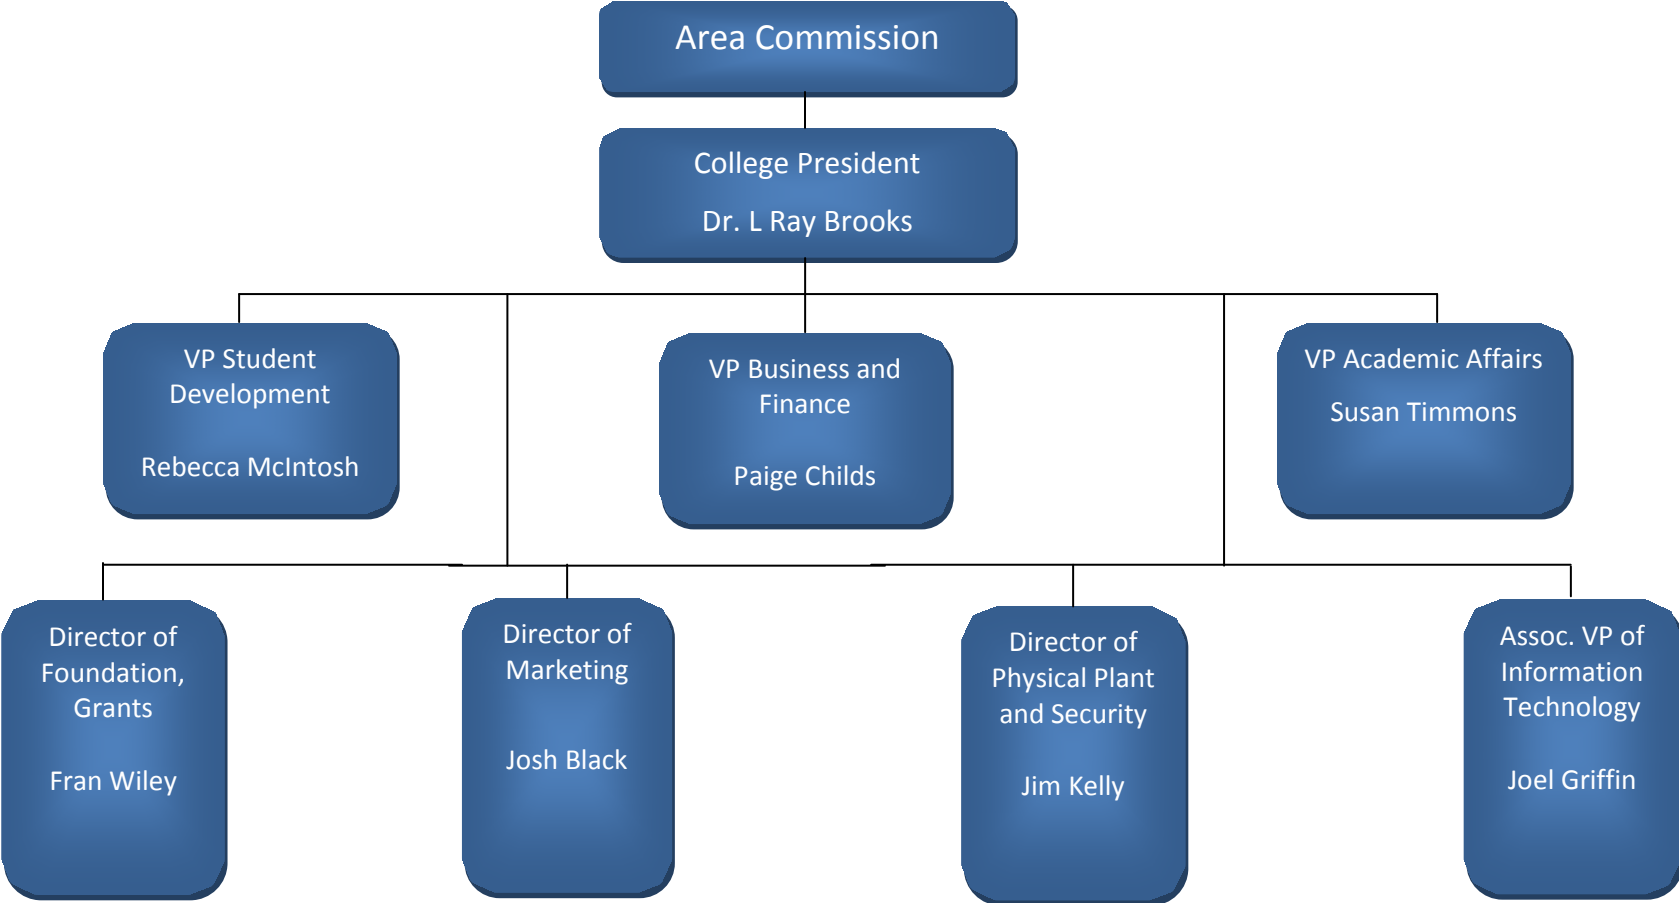 Area Commission
College President
Dr. L Ray Brooks
VP Student
Development
Rebecca McIntosh
VP Business and
Finance
Paige Childs
VP Academic Affairs
Susan Timmons
Director of
Foundation,
Grants
Fran Wiley
Director of
Marketing
Josh Black
Director of
Physical Plant
and Security
Jim Kelly
Assoc. VP of
Information
Technology
Joel Griffin